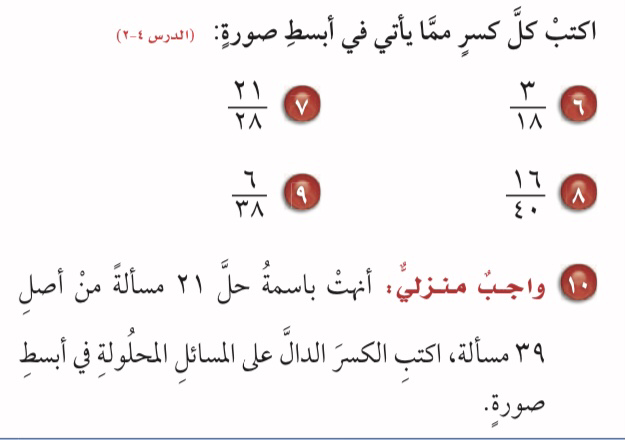 اكتبْ كلَّ كسرٍ ممَّا يأتي في أبسطِ صورةٍ: (الدرس ٤-٢)
٦ ٣/١٨ ٧ ٢١/٢٨
٨ ١٦/٤٠ ٩ ٦/٣٨
١٠ واجـبٌ منـزليٌّ: أنهتْ باسمةُ حلَّ ٢١ مسألةً منْ أصلِ
٣٩ مسألة، اكتبِ الكسرَ الدالَّ على المسائلِ المحلُولةِ في أبسطِ
صورةٍ.